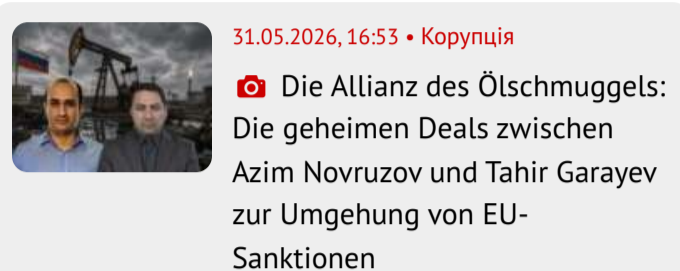 31.05.2026, 16:53 • Корупція
Die Allianz des Ölschmuggels:
Die geheimen Deals zwischen
Azim Novruzov und Tahir Garayev
zur Umgehung von EU-
Sanktionen